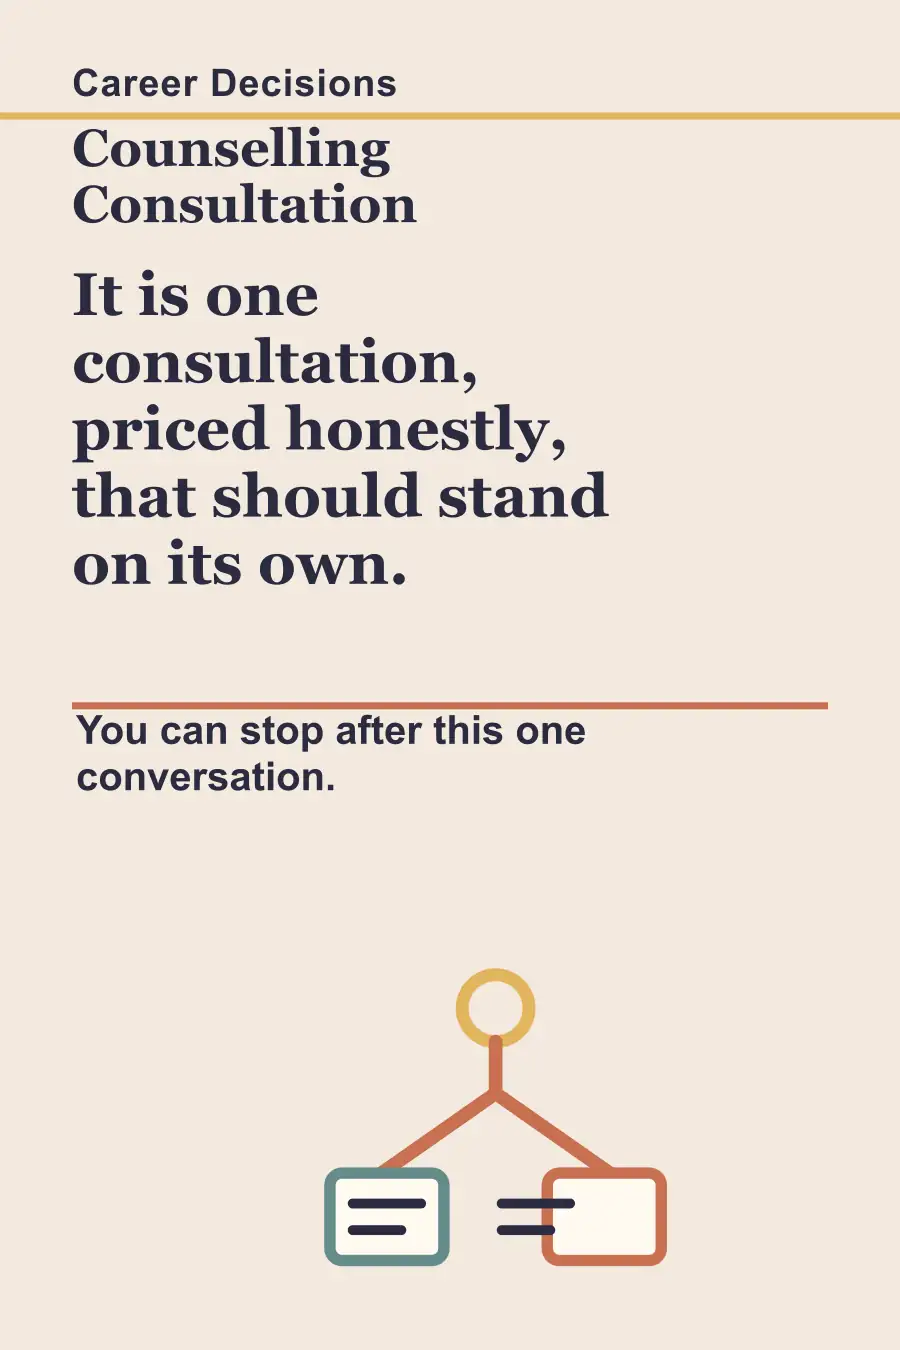 Career Decisions
Counselling
Consultation
It is one
consultation,
priced honestly,
that should stand
on its own.
You can stop after this one
conversation.